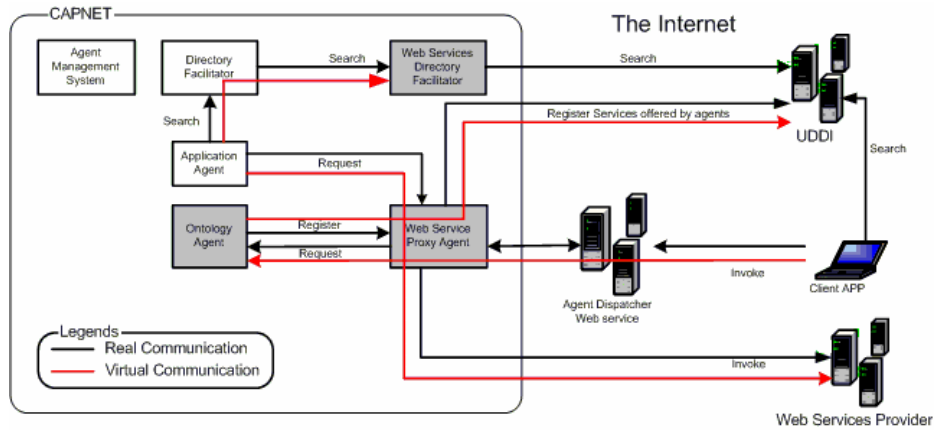 CAPNET
The Internet
Agent
Management
System
Directory
Facilitator
Search
Web Services
Directory
Facilitator
Search
Search
Register Services offered by agents
UDDI
Search
Application
Agent
Request
Ontology
Agent
Register
Request
Web Service
Proxy Agent
Invoke
Client APP
Agent Dispatcher
Web service
Legends
Real Communication
Virtual Communication
Invoke
Web Services Provider